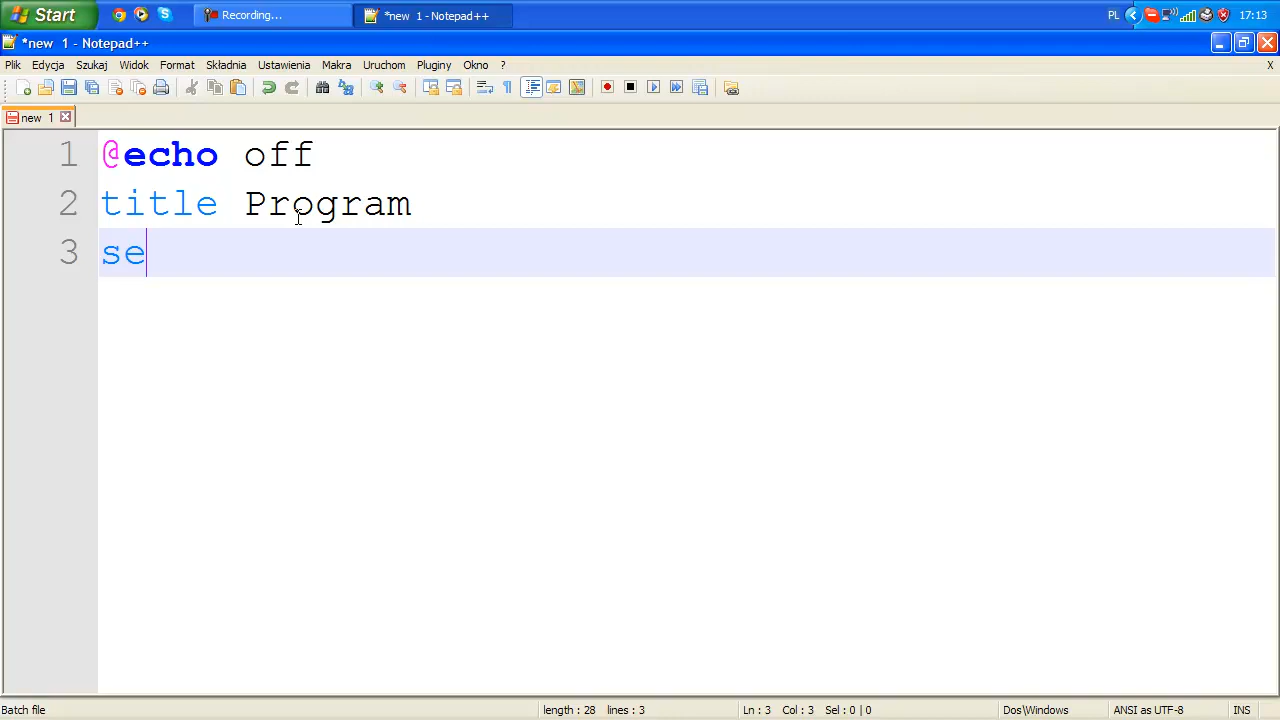 Start
Recording...
*new 1 - Notepad++
PL
17:13
*new 1 - Notepad++
Plik Edycja Szukaj Widok Format Składnia Ustawienia Makra Uruchom Pluginy Okno ? X
new 1
1 @echo off
2 title Program
3 se
Batch file
length : 28 lines : 3
Ln : 3 Col : 3 Sel : 0 | 0
Dos\Windows
ANSI as UTF-8
INS